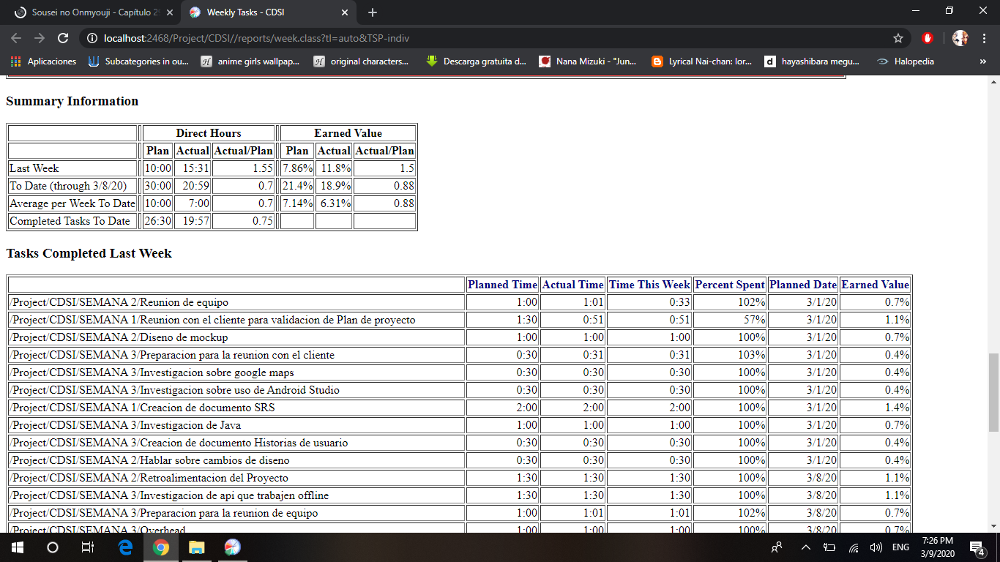 Sousei no Onmyouji - Capítulo 29
Weekly Tasks - CDSI
localhost:2468/Project/CDSI//reports/week.class?tl=auto&TSP-indiv
Aplicaciones Subcategories in ou... anime girls wallpap... original characters... Descarga gratuita d... Nana Mizuki - "Jun... Lyrical Nai-chan: lor... hayashibara megu... Halopedia »
Summary Information
Direct Hours Earned Value
Plan Actual Actual/Plan Plan Actual Actual/Plan
Last Week 10:00 15:31 1.55 7.86% 11.8% 1.5
To Date (through 3/8/20) 30:00 20:59 0.7 21.4% 18.9% 0.88
Average per Week To Date 10:00 7:00 0.7 7.14% 6.31% 0.88
Completed Tasks To Date 26:30 19:57 0.75
Tasks Completed Last Week
Planned Time Actual Time Time This Week Percent Spent Planned Date Earned Value
/Project/CDSI/SEMANA 2/Reunion de equipo 1:00 1:01 0:33 102% 3/1/20 0.7%
/Project/CDSI/SEMANA 1/Reunion con el cliente para validacion de Plan de proyecto 1:30 0:51 0:51 57% 3/1/20 1.1%
/Project/CDSI/SEMANA 2/Diseno de mockup 1:00 1:00 1:00 100% 3/1/20 0.7%
/Project/CDSI/SEMANA 3/Preparacion para la reunion con el cliente 0:30 0:31 0:31 103% 3/1/20 0.4%
/Project/CDSI/SEMANA 3/Investigacion sobre google maps 0:30 0:30 0:30 100% 3/1/20 0.4%
/Project/CDSI/SEMANA 3/Investigacion sobre uso de Android Studio 0:30 0:30 0:30 100% 3/1/20 0.4%
/Project/CDSI/SEMANA 1/Creacion de documento SRS 2:00 2:00 2:00 100% 3/1/20 1.4%
/Project/CDSI/SEMANA 3/Investigacion de Java 1:00 1:00 1:00 100% 3/1/20 0.7%
/Project/CDSI/SEMANA 3/Creacion de documento Historias de usuario 0:30 0:30 0:30 100% 3/1/20 0.4%
/Project/CDSI/SEMANA 2/Hablar sobre cambios de diseno 0:30 0:30 0:30 100% 3/1/20 0.4%
/Project/CDSI/SEMANA 2/Retroalimentacion del Proyecto 1:30 1:30 1:30 100% 3/8/20 1.1%
/Project/CDSI/SEMANA 3/Investigacion de api que trabajen offline 1:30 1:30 1:30 100% 3/8/20 1.1%
/Project/CDSI/SEMANA 3/Preparacion para la reunion de equipo 1:00 1:01 1:01 102% 3/8/20 0.7%
/Project/CDSI/SEMANA 3/Overhead 1:00 1:00 1:00 100% 3/8/20 0.7%
ENG
7:26 PM
3/9/2020
4